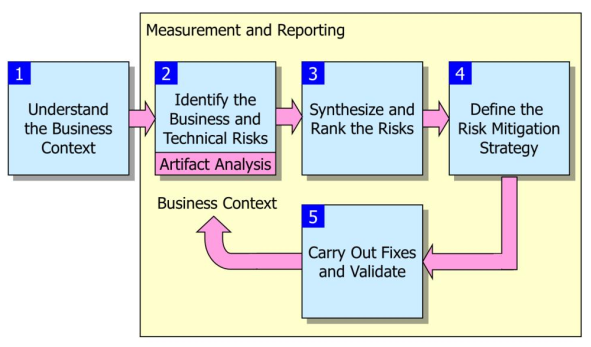 Measurement and Reporting
1
Understand
the Business
Context
2
Identify the
Business and
Technical Risks
Artifact Analysis
3
Synthesize and
Rank the Risks
4
Define the
Risk Mitigation
Strategy
Business Context
5
Carry Out Fixes
and Validate